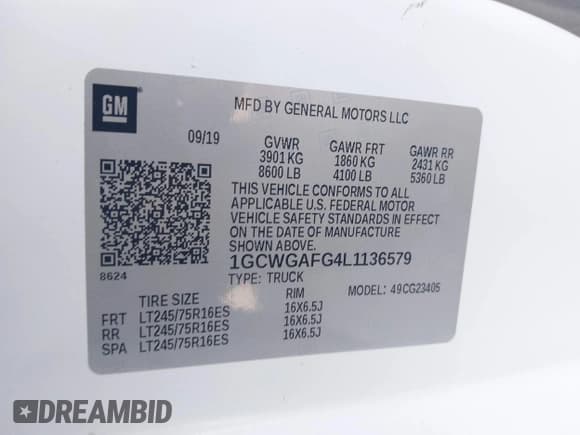 GM
MFD BY GENERAL MOTORS LLC
09/19
GVWR GAWR FRT GAWR RR
3901 KG 1860 KG 2431 KG
8600 LB 4100 LB 5360 LB
THIS VEHICLE CONFORMS TO ALL
APPLICABLE U.S. FEDERAL MOTOR
VEHICLE SAFETY STANDARDS IN EFFECT
ON THE DATE OF MANUFACTURE
SHOWN ABOVE.
8624
1GCWGAFG4L1136579
TYPE: TRUCK
MODEL: 49CG23405
TIRE SIZE RIM
FRT LT245/75R16ES 16X6.5J
RR LT245/75R16ES 16X6.5J
SPA LT245/75R16ES 16X6.5J
DREAMBID